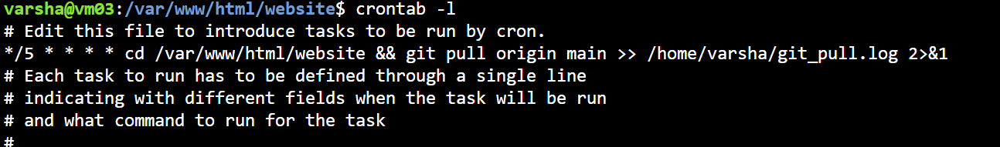 varsha@vm03:/var/www/html/website$ crontab -l
# Edit this file to introduce tasks to be run by cron.
*/5 * * * * cd /var/www/html/website && git pull origin main >> /home/varsha/git_pull.log 2>&1
# Each task to run has to be defined through a single line
# indicating with different fields when the task will be run
# and what command to run for the task
#